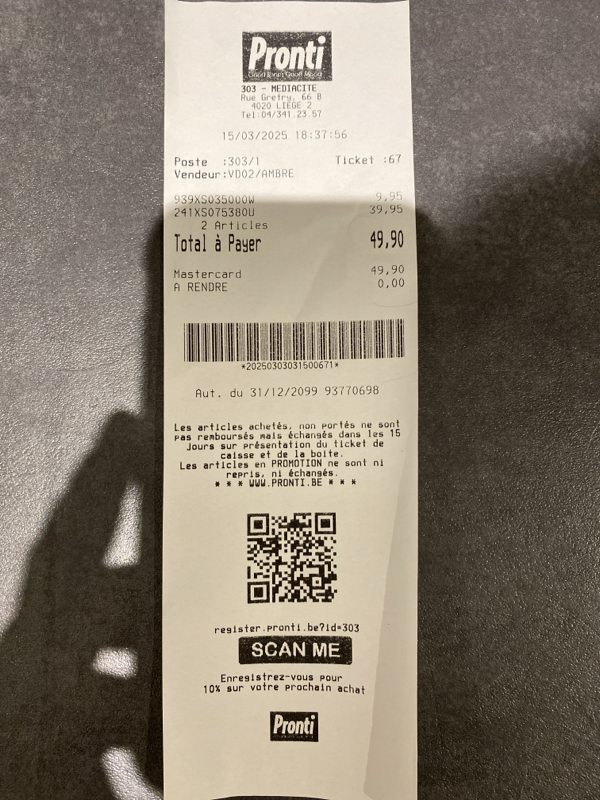 Pronti
Good Price Good Mood
303 - MEDIACITE
Rue Gretry, 66 B
4020 LIEGE 2
Tel:04/341.23.57
15/03/2025 18:37:56
Poste :303/1 Ticket :67
Vendeur:VD02/AMBRE
939XS035000W 9,95
241XS075380U 39,95
2 Articles
Total à Payer 49,90
Mastercard 49,90
A RENDRE 0,00
*20250303031500671*
Aut. du 31/12/2099 93770698
Les articles achetés, non portés ne sont
pas remboursés mais échangés dans les 15
jours sur présentation du ticket de
caisse et de la boite.
Les articles en PROMOTION ne sont ni
repris, ni échangés.
* * * WWW.PRONTI.BE * * *
register.pronti.be?id=303
SCAN ME
Enregistrez-vous pour
10% sur votre prochain achat
Pronti